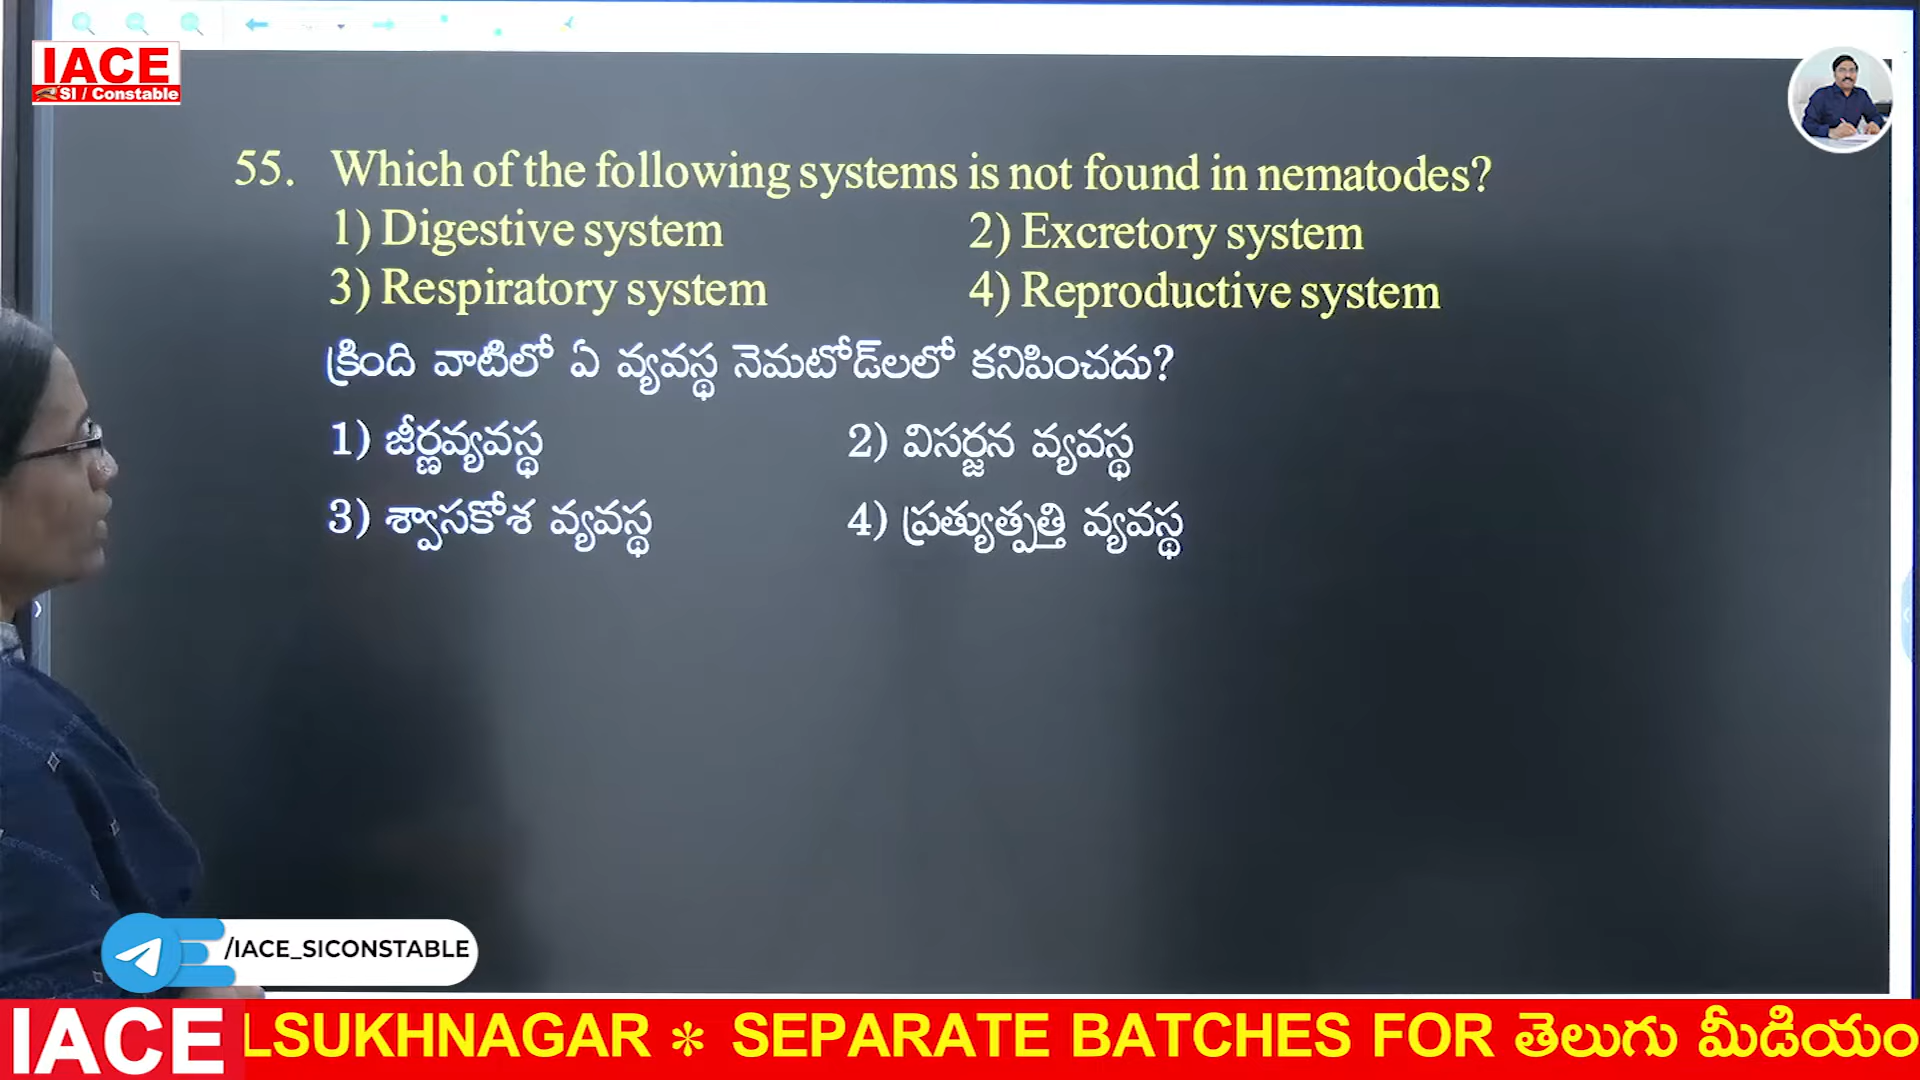 IACE
SI / Constable
55. Which of the following systems is not found in nematodes?
1) Digestive system 2) Excretory system
3) Respiratory system 4) Reproductive system
క్రింది వాటిలో ఏ వ్యవస్థ నెమటోడ్‌లలో కనిపించదు?
1) జీర్ణవ్యవస్థ 2) విసర్జన వ్యవస్థ
3) శ్వాసకోశ వ్యవస్థ 4) ప్రత్యుత్పత్తి వ్యవస్థ
/IACE_SICONSTABLE
IACE LSUKHNAGAR * SEPARATE BATCHES FOR తెలుగు మీడియం